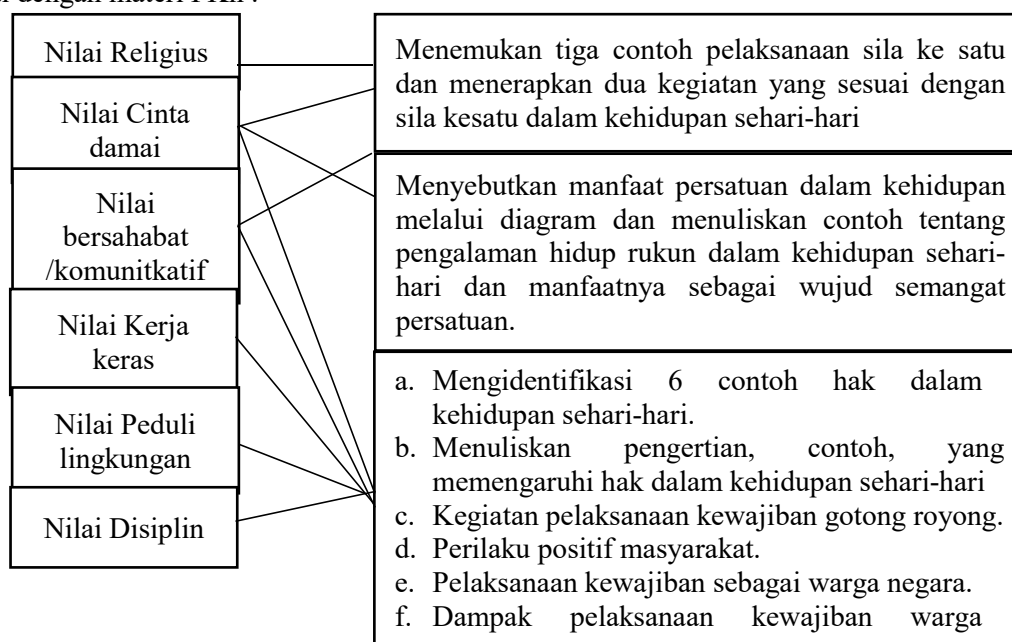 Nilai Religius
Nilai Cinta
damai
Nilai
bersahabat
/komunitkatif
Nilai Kerja
keras
Nilai Peduli
lingkungan
Nilai Disiplin
Menemukan tiga contoh pelaksanaan sila ke satu
dan menerapkan dua kegiatan yang sesuai dengan
sila kesatu dalam kehidupan sehari-hari
Menyebutkan manfaat persatuan dalam kehidupan
melalui diagram dan menuliskan contoh tentang
pengalaman hidup rukun dalam kehidupan sehari-
hari dan manfaatnya sebagai wujud semangat
persatuan.
a. Mengidentifikasi 6 contoh hak dalam
kehidupan sehari-hari.
b. Menuliskan pengertian, contoh, yang
memengaruhi hak dalam kehidupan sehari-hari
c. Kegiatan pelaksanaan kewajiban gotong royong.
d. Perilaku positif masyarakat.
e. Pelaksanaan kewajiban sebagai warga negara.
f. Dampak pelaksanaan kewajiban warga